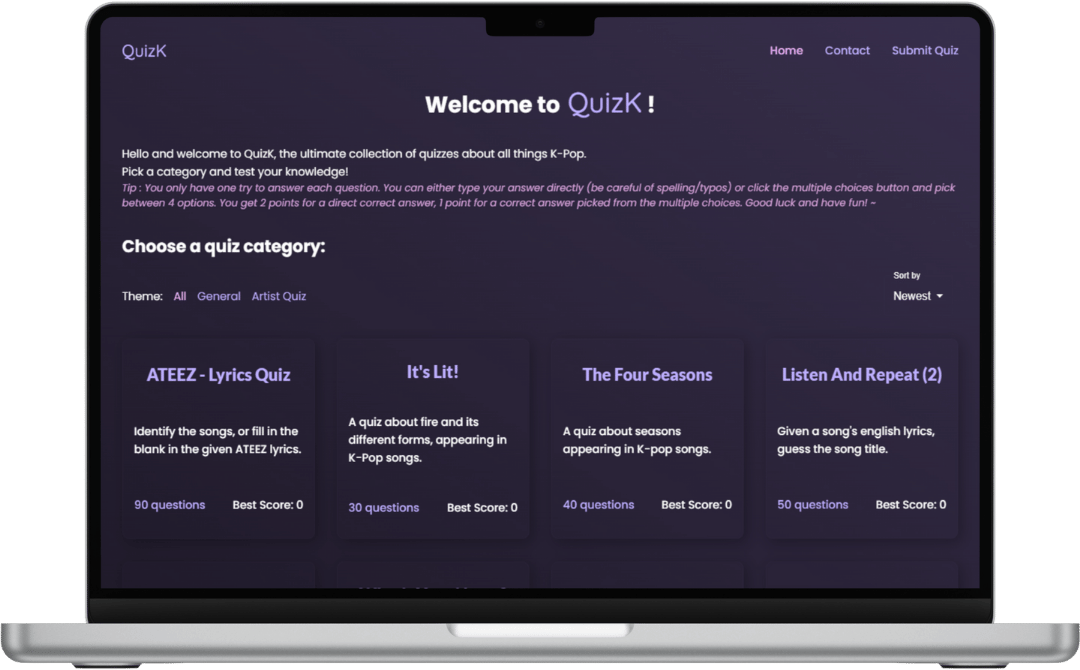 QuizK
Home Contact Submit Quiz
Welcome to QuizK !
Hello and welcome to QuizK, the ultimate collection of quizzes about all things K-Pop.
Pick a category and test your knowledge!
Tip : You only have one try to answer each question. You can either type your answer directly (be careful of spelling/typos) or click the multiple choices button and pick
between 4 options. You get 2 points for a direct correct answer, 1 point for a correct answer picked from the multiple choices. Good luck and have fun! ~
Choose a quiz category:
Sort by
Theme: All General Artist Quiz
Newest
ATEEZ - Lyrics Quiz
Identify the songs, or fill in the
blank in the given ATEEZ lyrics.
90 questions Best Score: 0
It's Lit!
A quiz about fire and its
different forms, appearing in
K-Pop songs.
30 questions Best Score: 0
The Four Seasons
A quiz about seasons
appearing in K-pop songs.
40 questions Best Score: 0
Listen And Repeat (2)
Given a song's english lyrics,
guess the song title.
50 questions Best Score: 0